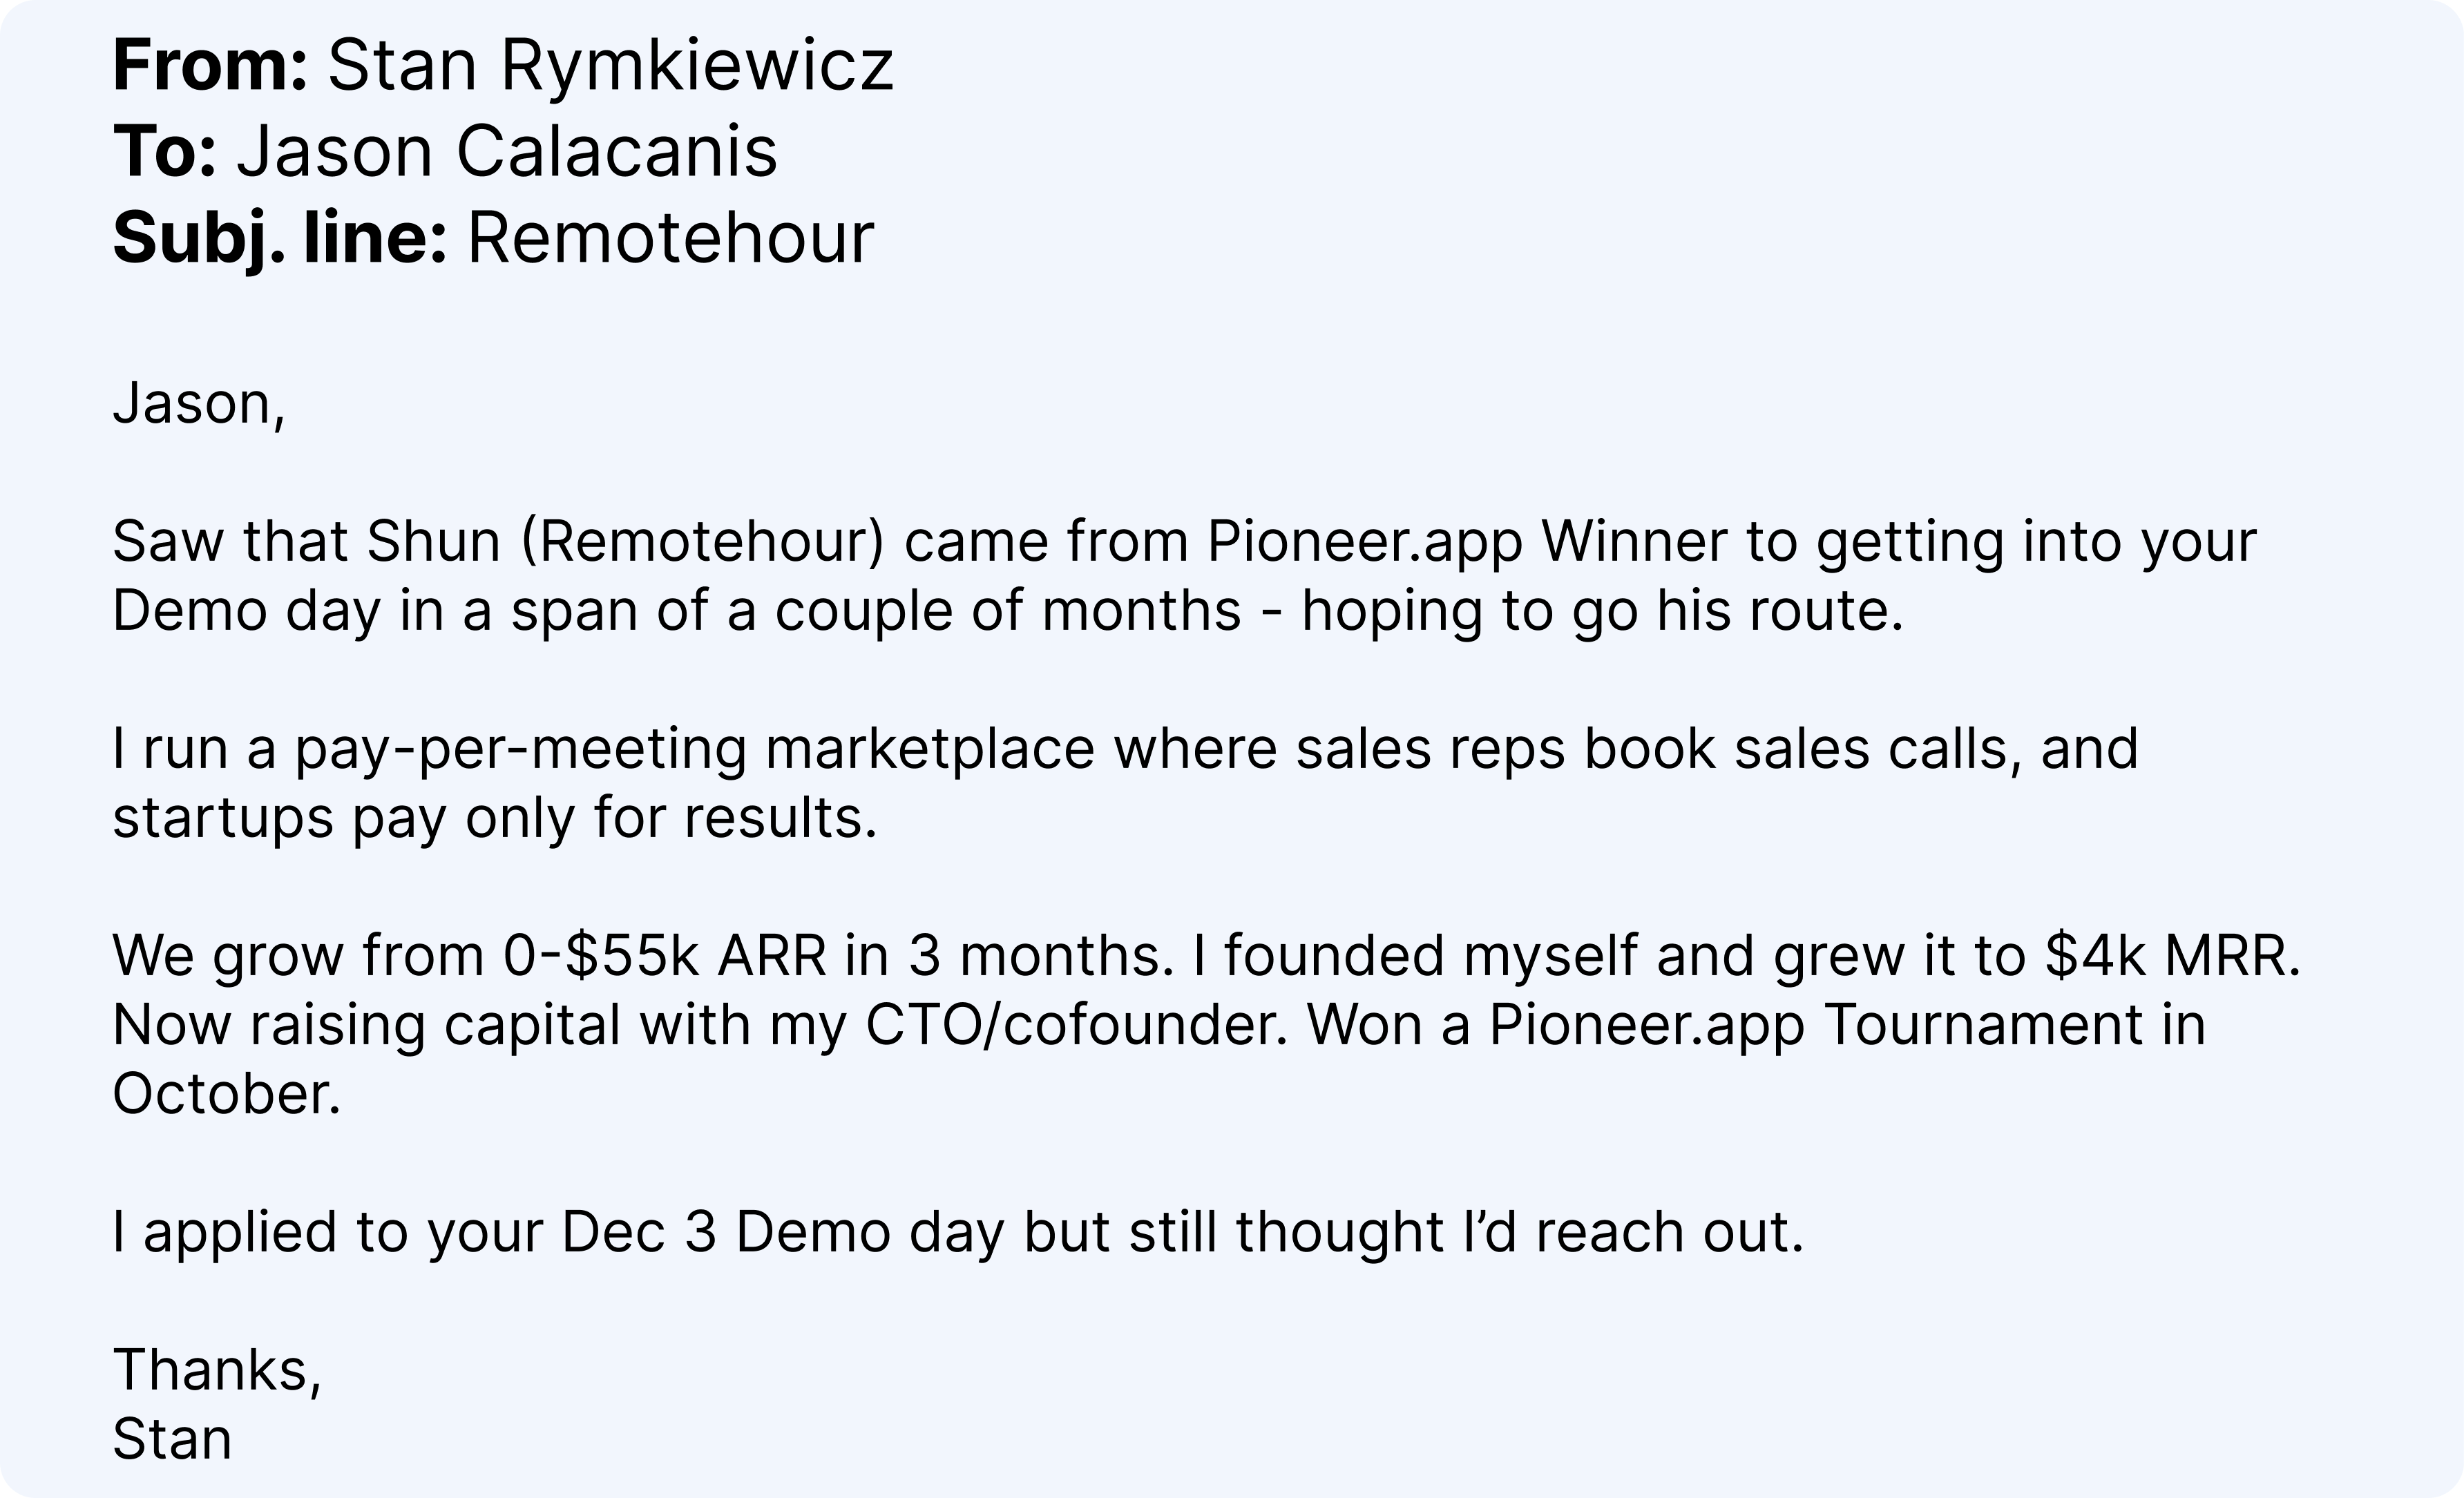 From: Stan Rymkiewicz
To: Jason Calacanis
Subj. line: Remotehour
Jason,
Saw that Shun (Remotehour) came from Pioneer.app Winner to getting into your
Demo day in a span of a couple of months - hoping to go his route.
I run a pay-per-meeting marketplace where sales reps book sales calls, and
startups pay only for results.
We grow from 0-$55k ARR in 3 months. I founded myself and grew it to $4k MRR.
Now raising capital with my CTO/cofounder. Won a Pioneer.app Tournament in
October.
I applied to your Dec 3 Demo day but still thought I’d reach out.
Thanks,
Stan